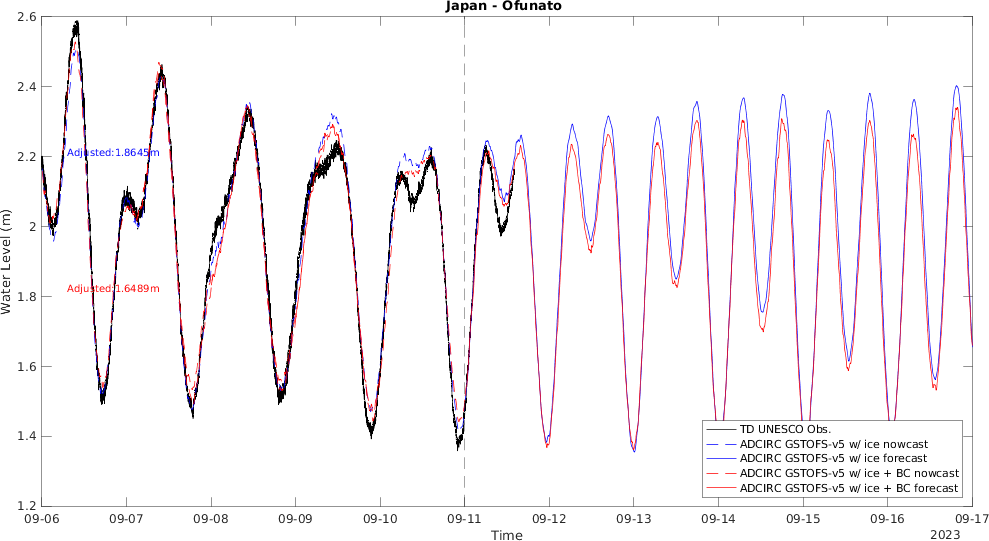 Japan - Ofunato
2.6
2.4
2.2
2
1.8
1.6
1.4
1.2
Water Level (m)
Adjusted:1.8645m
Adjusted:1.6489m
TD UNESCO Obs.
ADCIRC GSTOFS-v5 w/ ice nowcast
ADCIRC GSTOFS-v5 w/ ice forecast
ADCIRC GSTOFS-v5 w/ ice + BC nowcast
ADCIRC GSTOFS-v5 w/ ice + BC forecast
09-06 09-07 09-08 09-09 09-10 09-11 09-12 09-13 09-14 09-15 09-16 09-17
Time
2023